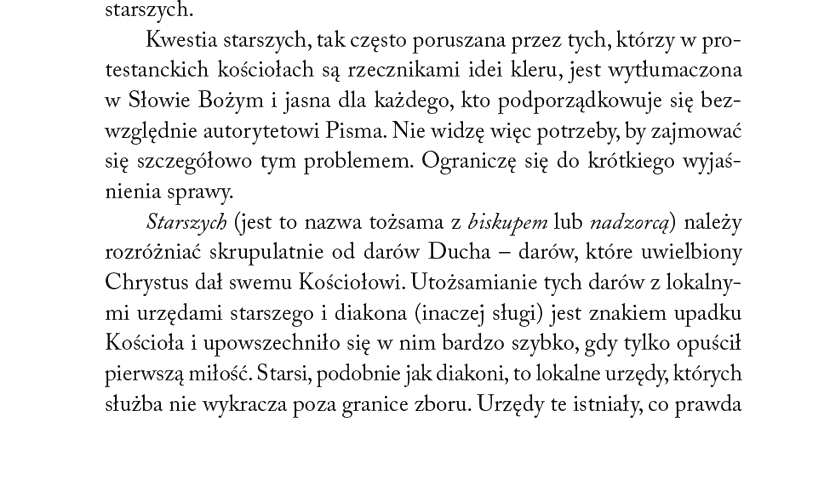 starszych.
Kwestia starszych, tak często poruszana przez tych, którzy w pro-
testanckich kościołach są rzecznikami idei kleru, jest wytłumaczona
w Słowie Bożym i jasna dla każdego, kto podporządkowuje się bez-
względnie autorytetowi Pisma. Nie widzę więc potrzeby, by zajmować
się szczegółowo tym problemem. Ograniczę się do krótkiego wyjaś-
nienia sprawy.
Starszych (jest to nazwa tożsama z biskupem lub nadzorcą) należy
rozróżniać skrupulatnie od darów Ducha – darów, które uwielbiony
Chrystus dał swemu Kościołowi. Utożsamianie tych darów z lokalny-
mi urzędami starszego i diakona (inaczej sługi) jest znakiem upadku
Kościoła i upowszechniło się w nim bardzo szybko, gdy tylko opuścił
pierwszą miłość. Starsi, podobnie jak diakoni, to lokalne urzędy, których
służba nie wykracza poza granice zboru. Urzędy te istniały, co prawda